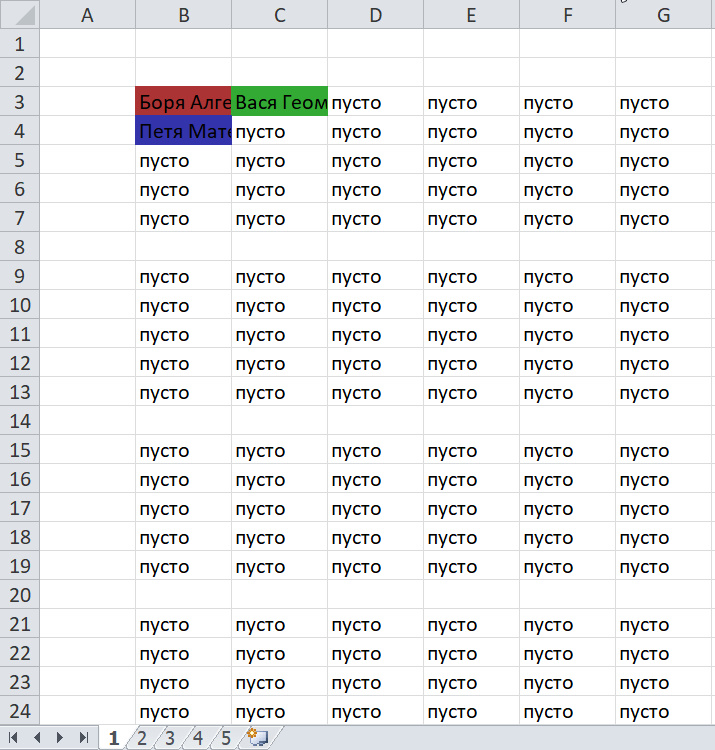 A B C D E F G
1
2
3 Боря Алге Вася Геом пусто пусто пусто пусто
4 Петя Мате пусто пусто пусто пусто пусто
5 пусто пусто пусто пусто пусто пусто
6 пусто пусто пусто пусто пусто пусто
7 пусто пусто пусто пусто пусто пусто
8
9 пусто пусто пусто пусто пусто пусто
10 пусто пусто пусто пусто пусто пусто
11 пусто пусто пусто пусто пусто пусто
12 пусто пусто пусто пусто пусто пусто
13 пусто пусто пусто пусто пусто пусто
14
15 пусто пусто пусто пусто пусто пусто
16 пусто пусто пусто пусто пусто пусто
17 пусто пусто пусто пусто пусто пусто
18 пусто пусто пусто пусто пусто пусто
19 пусто пусто пусто пусто пусто пусто
20
21 пусто пусто пусто пусто пусто пусто
22 пусто пусто пусто пусто пусто пусто
23 пусто пусто пусто пусто пусто пусто
24 пусто пусто пусто пусто пусто пусто
1 2 3 4 5